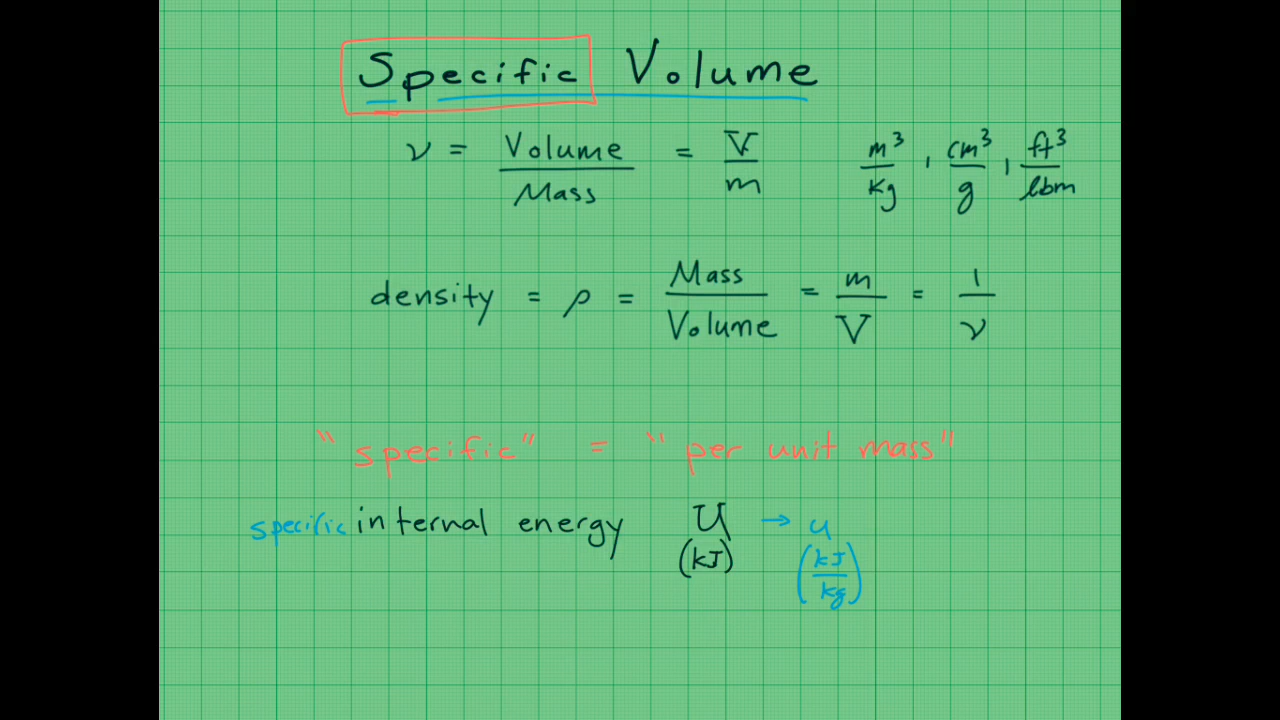 Specific Volume
ν = Volume/Mass = V/m  m³/kg , cm³/g , ft³/lbm
density = ρ = Mass/Volume = m/V = 1/ν
"specific" = "per unit mass"
specific internal energy U → u
(kJ) (kJ/kg)